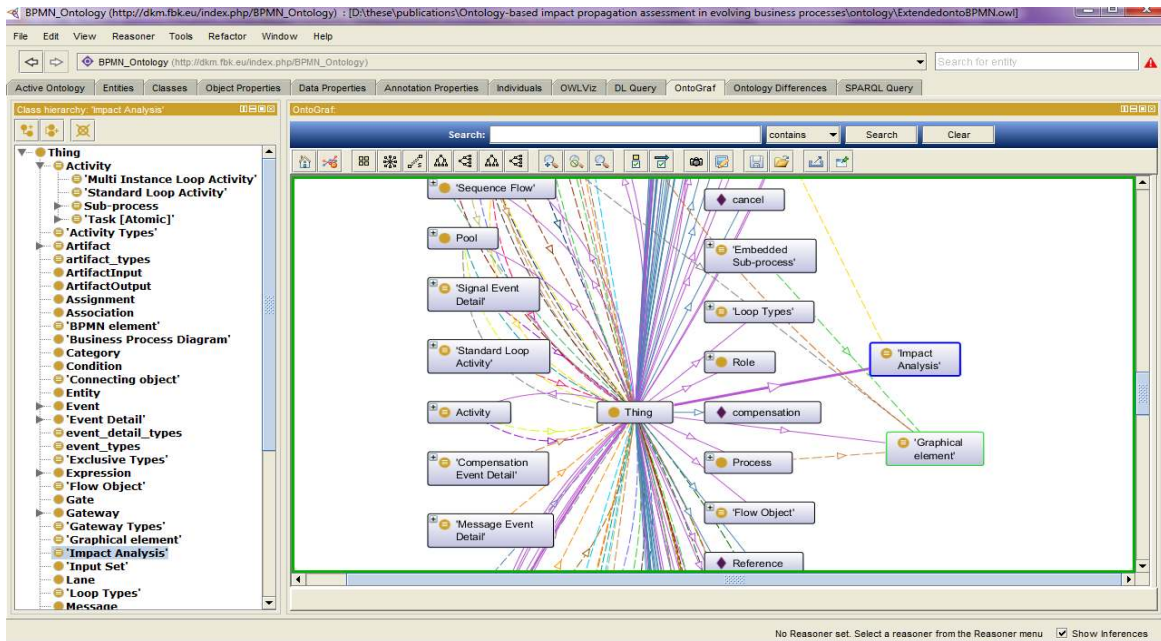 BPMN_Ontology (http://dkm.fbk.eu/index.php/BPMN_Ontology) : [D:\these\publications\Ontology-based impact propagation assessment in evolving business processes\ontology\ExtendedontoBPMN.owl]
File Edit View Reasoner Tools Refactor Window Help
BPMN_Ontology (http://dkm.fbk.eu/index.php/BPMN_Ontology)
Search for entity
Active Ontology Entities Classes Object Properties Data Properties Annotation Properties Individuals OWLViz DL Query OntoGraf Ontology Differences SPARQL Query
Class hierarchy: 'Impact Analysis'
Thing
Activity
'Multi Instance Loop Activity'
'Standard Loop Activity'
Sub-process
'Task [Atomic]'
'Activity Types'
Artifact
artifact_types
ArtifactInput
ArtifactOutput
Assignment
Association
'BPMN element'
'Business Process Diagram'
Category
Condition
'Connecting object'
Entity
Event
'Event Detail'
event_detail_types
event_types
'Exclusive Types'
Expression
'Flow Object'
Gate
Gateway
'Gateway Types'
'Graphical element'
'Impact Analysis'
'Input Set'
Lane
'Loop Types'
Message
OntoGraf:
Search: contains Search Clear
'Sequence Flow'
Pool
'Signal Event
Detail'
'Standard Loop
Activity'
Activity
'Compensation
Event Detail'
'Message Event
Detail'
Thing
cancel
'Embedded
Sub-process'
'Loop Types'
Role
compensation
Process
'Flow Object'
Reference
'Impact
Analysis'
'Graphical
element'
No Reasoner set. Select a reasoner from the Reasoner menu Show Inferences